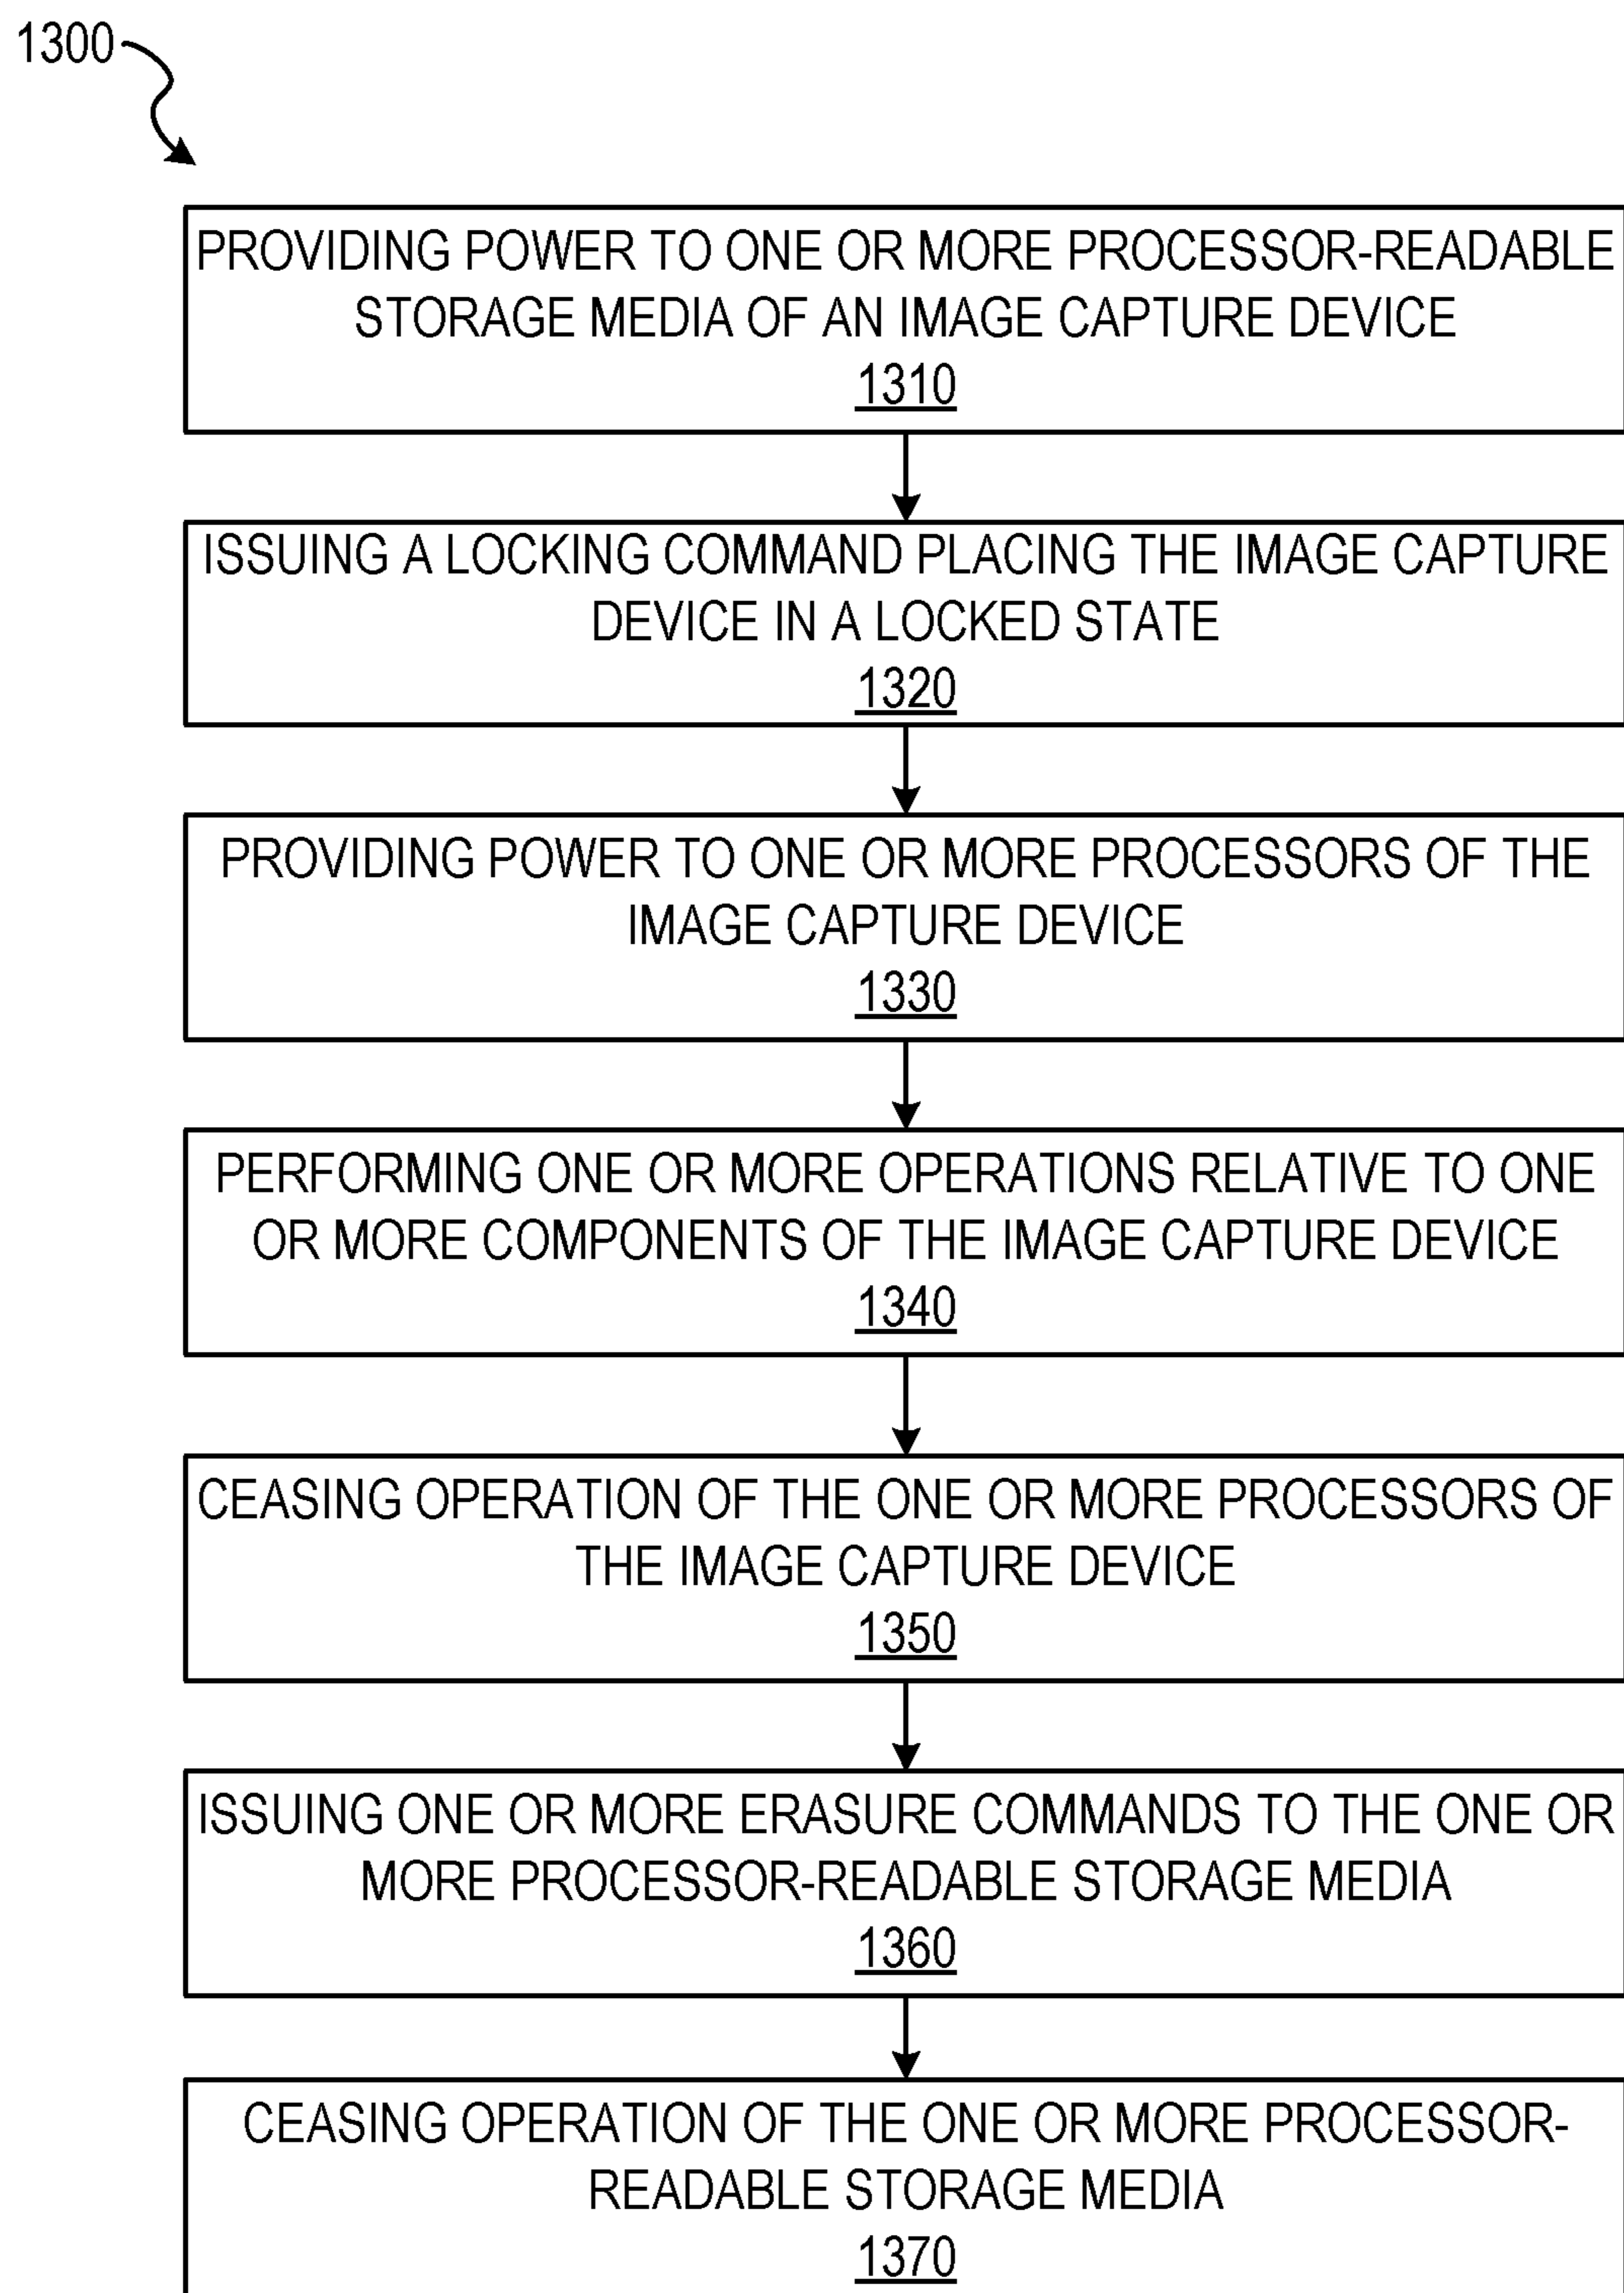 1300
PROVIDING POWER TO ONE OR MORE PROCESSOR-READABLE
STORAGE MEDIA OF AN IMAGE CAPTURE DEVICE
1310
ISSUING A LOCKING COMMAND PLACING THE IMAGE CAPTURE
DEVICE IN A LOCKED STATE
1320
PROVIDING POWER TO ONE OR MORE PROCESSORS OF THE
IMAGE CAPTURE DEVICE
1330
PERFORMING ONE OR MORE OPERATIONS RELATIVE TO ONE
OR MORE COMPONENTS OF THE IMAGE CAPTURE DEVICE
1340
CEASING OPERATION OF THE ONE OR MORE PROCESSORS OF
THE IMAGE CAPTURE DEVICE
1350
ISSUING ONE OR MORE ERASURE COMMANDS TO THE ONE OR
MORE PROCESSOR-READABLE STORAGE MEDIA
1360
CEASING OPERATION OF THE ONE OR MORE PROCESSOR-
READABLE STORAGE MEDIA
1370